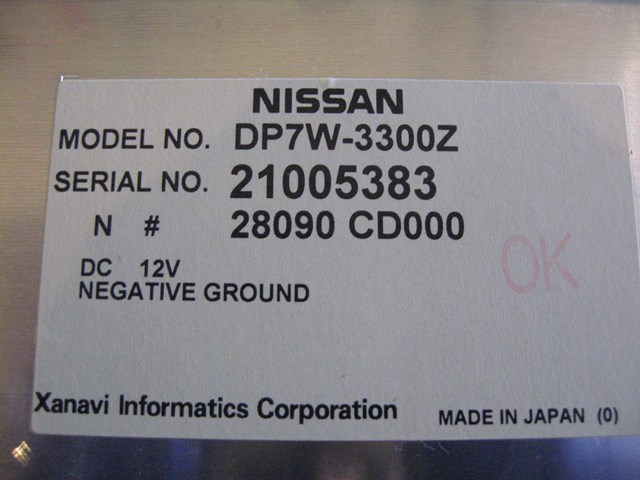 NISSAN
MODEL NO. DP7W-3300Z
SERIAL NO. 21005383
N # 28090 CD000
OK
DC 12V
NEGATIVE GROUND
Xanavi Informatics Corporation MADE IN JAPAN (0)